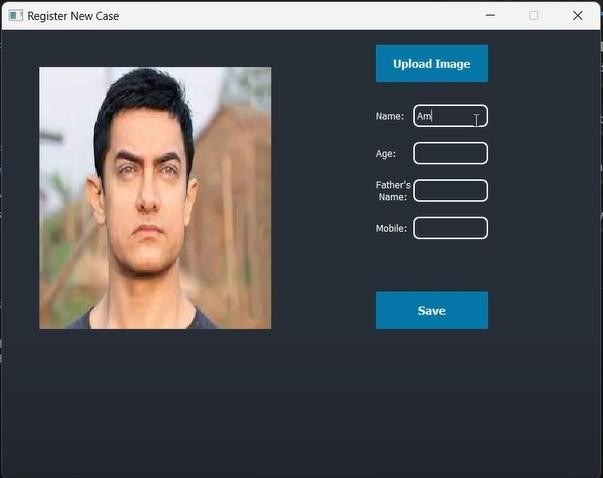 Register New Case
Upload Image
Name: Am
Age:
Father's
Name:
Mobile:
Save